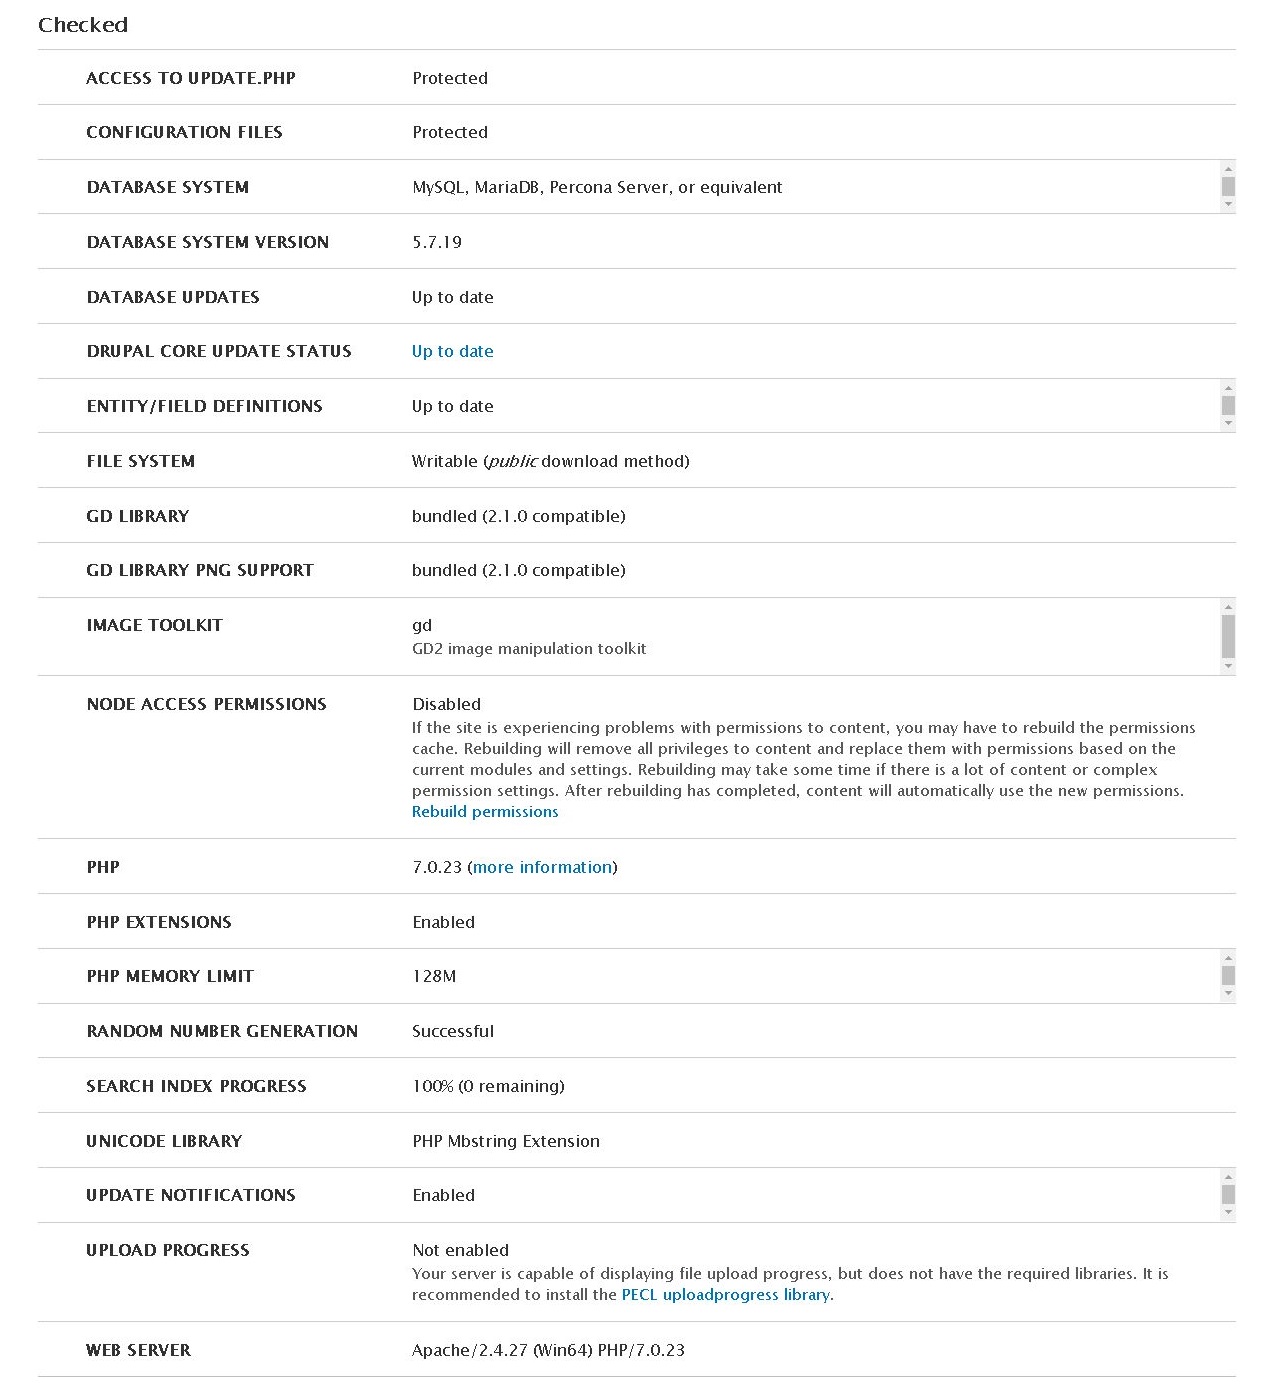 Checked
ACCESS TO UPDATE.PHP Protected
CONFIGURATION FILES Protected
DATABASE SYSTEM MySQL, MariaDB, Percona Server, or equivalent
DATABASE SYSTEM VERSION 5.7.19
DATABASE UPDATES Up to date
DRUPAL CORE UPDATE STATUS Up to date
ENTITY/FIELD DEFINITIONS Up to date
FILE SYSTEM Writable (public download method)
GD LIBRARY bundled (2.1.0 compatible)
GD LIBRARY PNG SUPPORT bundled (2.1.0 compatible)
IMAGE TOOLKIT gd
GD2 image manipulation toolkit
NODE ACCESS PERMISSIONS Disabled
If the site is experiencing problems with permissions to content, you may have to rebuild the permissions
cache. Rebuilding will remove all privileges to content and replace them with permissions based on the
current modules and settings. Rebuilding may take some time if there is a lot of content or complex
permission settings. After rebuilding has completed, content will automatically use the new permissions.
Rebuild permissions
PHP 7.0.23 (more information)
PHP EXTENSIONS Enabled
PHP MEMORY LIMIT 128M
RANDOM NUMBER GENERATION Successful
SEARCH INDEX PROGRESS 100% (0 remaining)
UNICODE LIBRARY PHP Mbstring Extension
UPDATE NOTIFICATIONS Enabled
UPLOAD PROGRESS Not enabled
Your server is capable of displaying file upload progress, but does not have the required libraries. It is
recommended to install the PECL uploadprogress library.
WEB SERVER Apache/2.4.27 (Win64) PHP/7.0.23